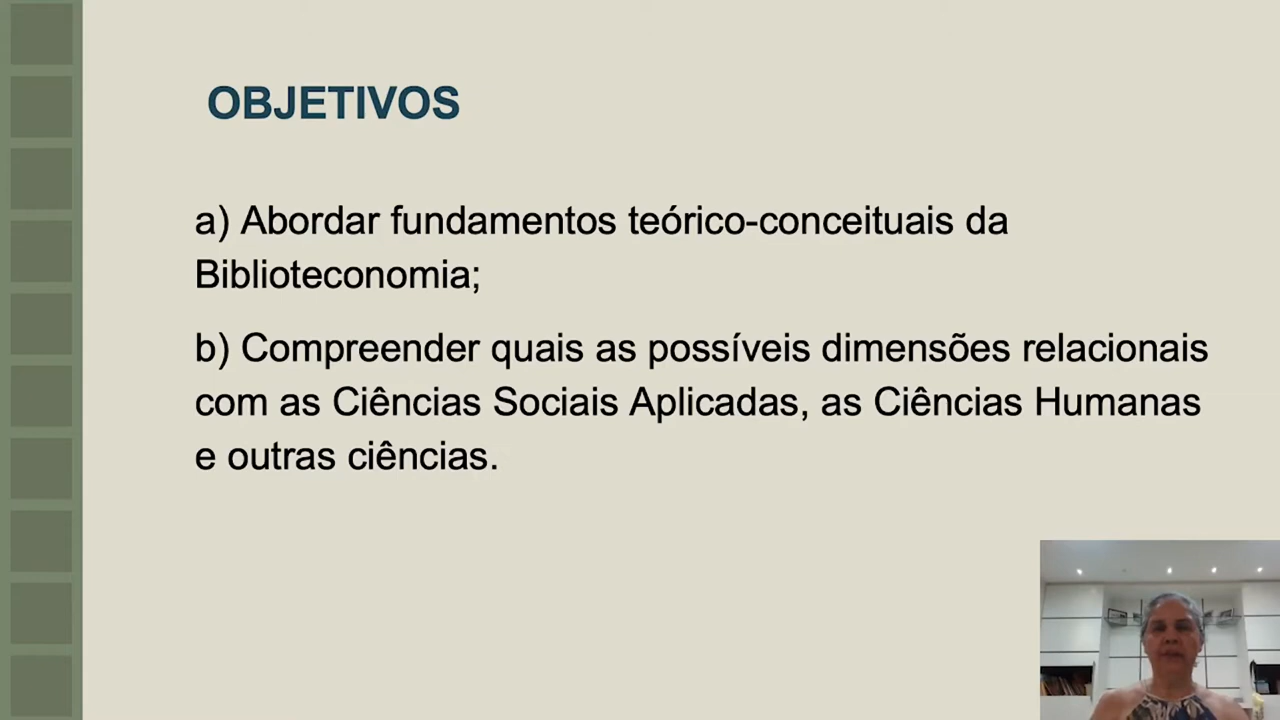 OBJETIVOS
a) Abordar fundamentos teórico-conceituais da
Biblioteconomia;
b) Compreender quais as possíveis dimensões relacionais
com as Ciências Sociais Aplicadas, as Ciências Humanas
e outras ciências.